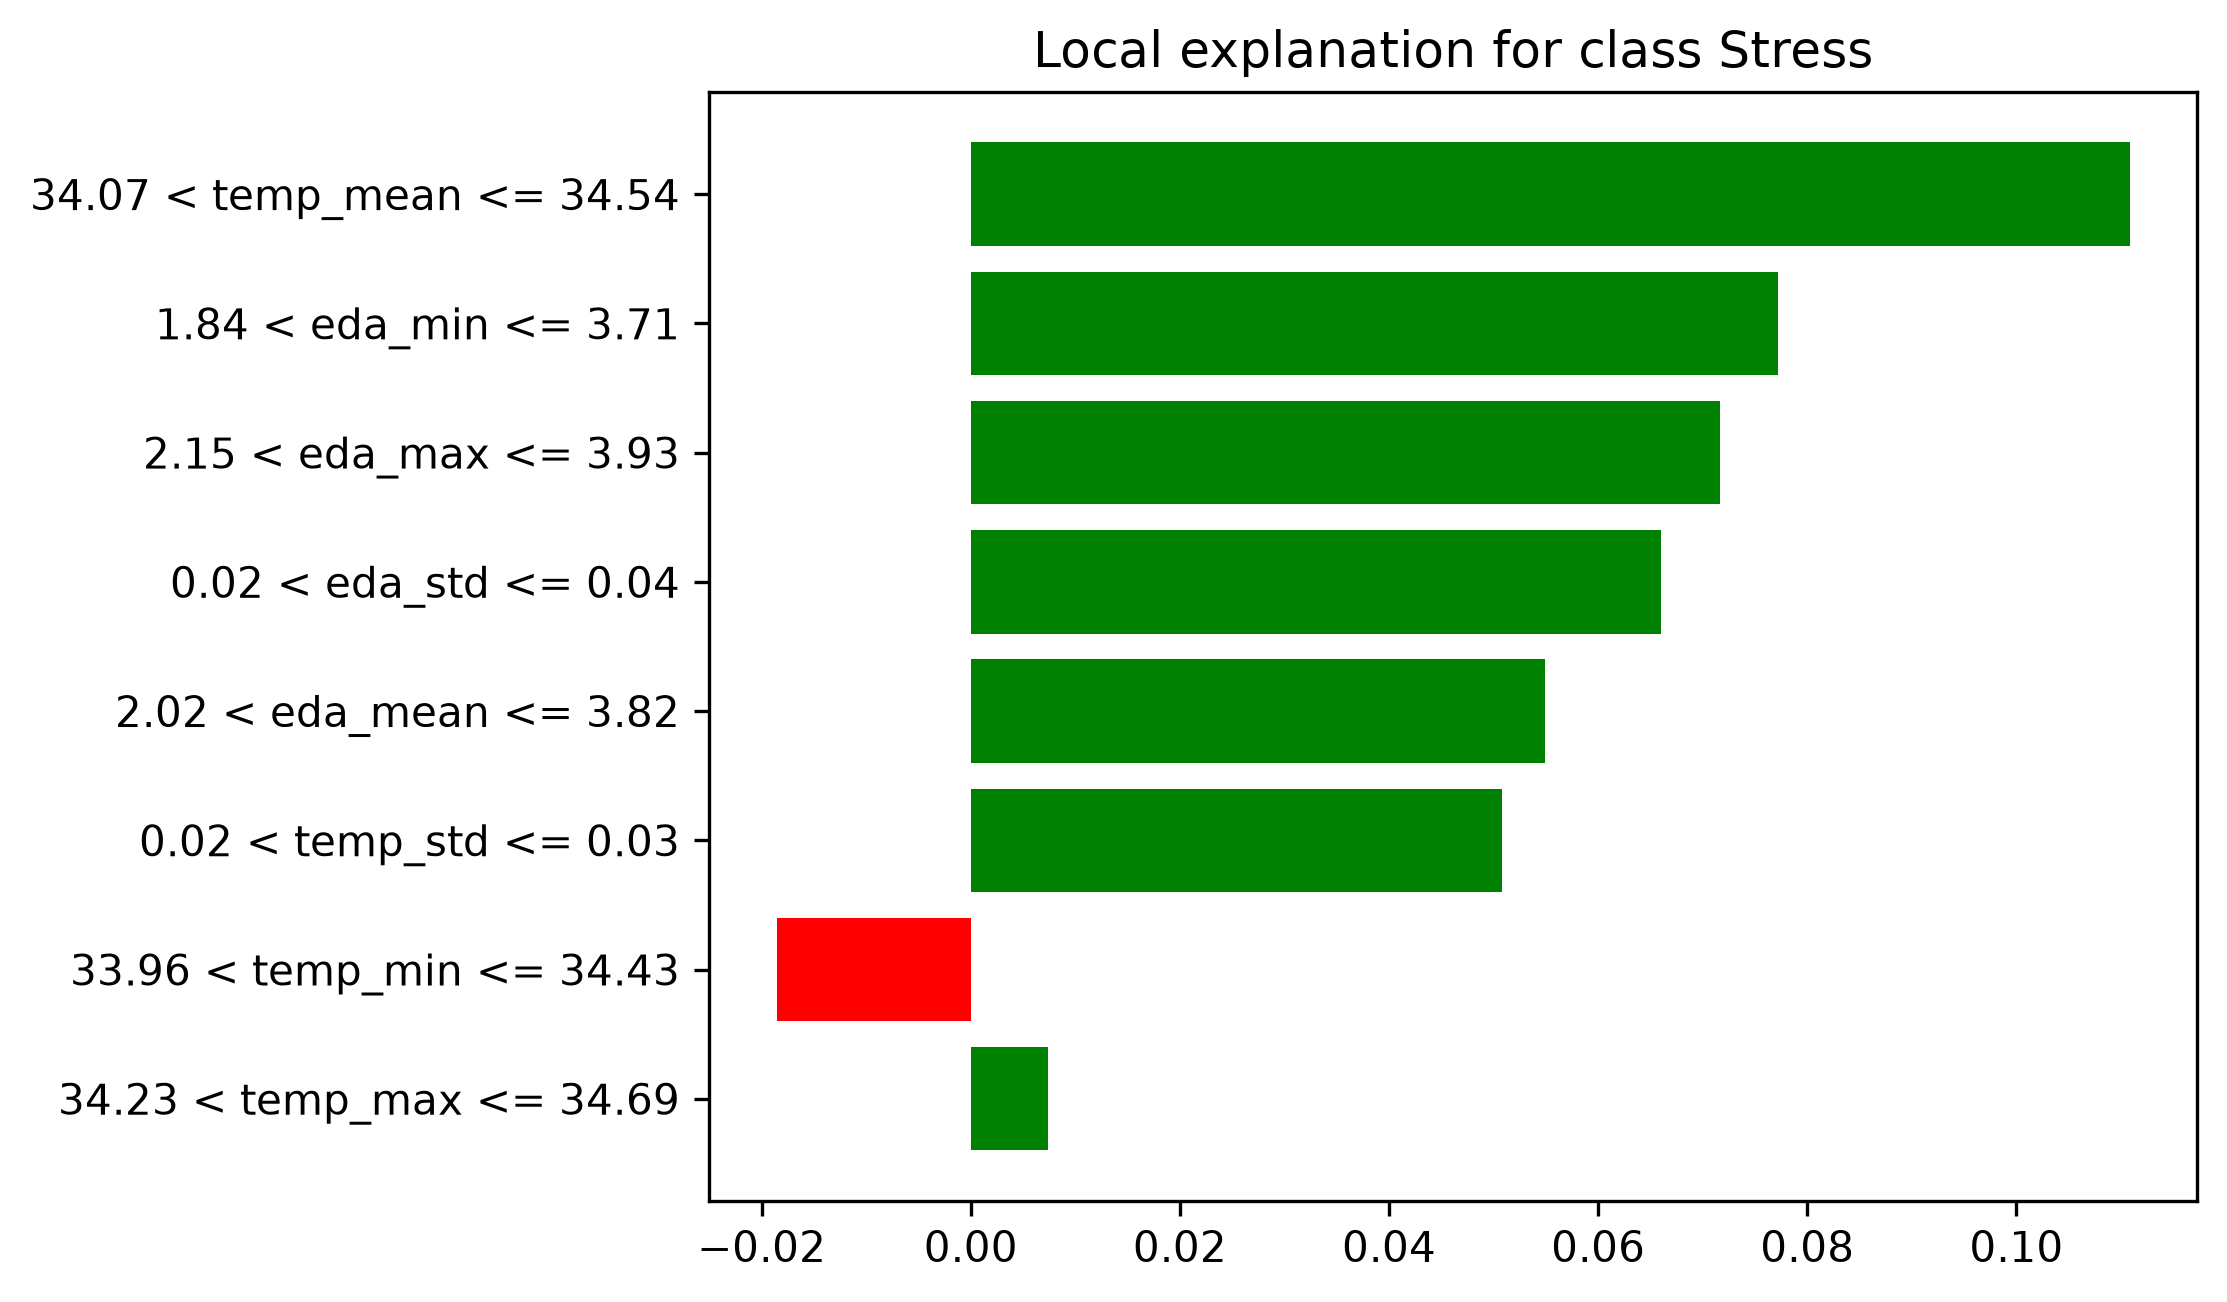 Local explanation for class Stress
34.07 < temp_mean <= 34.54
1.84 < eda_min <= 3.71
2.15 < eda_max <= 3.93
0.02 < eda_std <= 0.04
2.02 < eda_mean <= 3.82
0.02 < temp_std <= 0.03
33.96 < temp_min <= 34.43
34.23 < temp_max <= 34.69
−0.02 0.00 0.02 0.04 0.06 0.08 0.10